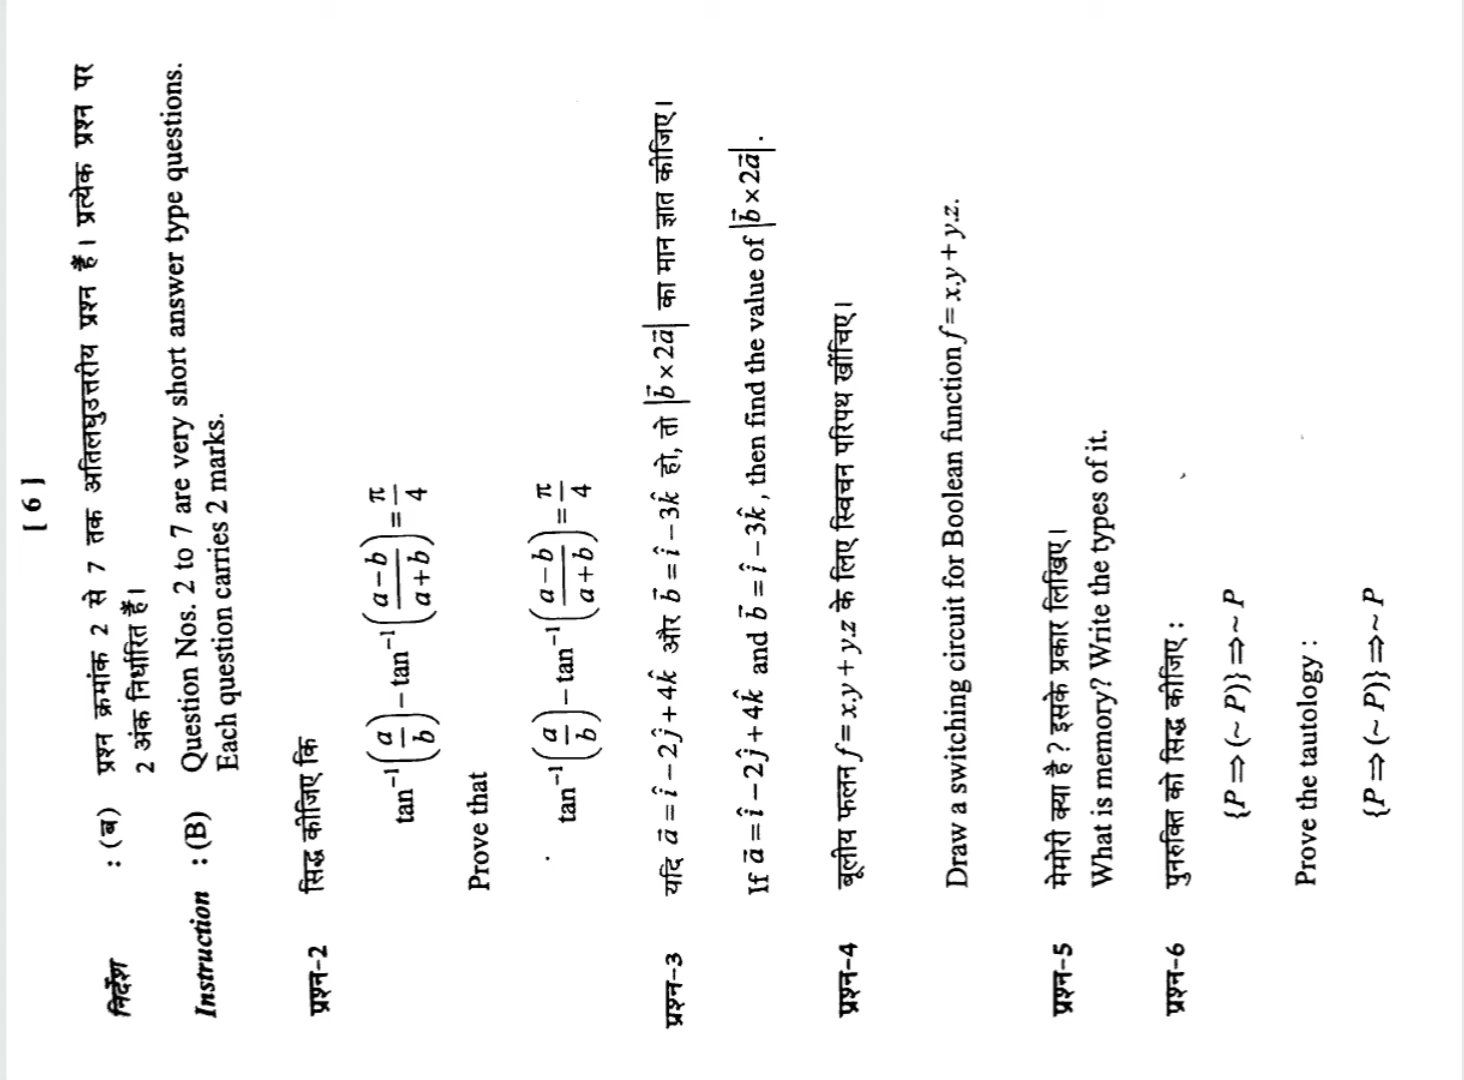 [ 6 ]
निर्देश : (ब) प्रश्न क्रमांक 2 से 7 तक अतिलघुउत्तरीय प्रश्न हैं। प्रत्येक प्रश्न पर
2 अंक निर्धारित हैं।
Instruction : (B) Question Nos. 2 to 7 are very short answer type questions.
Each question carries 2 marks.
प्रश्न–2 सिद्ध कीजिए कि
tan⁻¹(a/b) – tan⁻¹((a – b)/(a + b)) = π/4
Prove that
tan⁻¹(a/b) – tan⁻¹((a – b)/(a + b)) = π/4
प्रश्न–3 यदि a⃗ = î – 2ĵ + 4k̂ और b⃗ = î – 3k̂ हो, तो |b⃗ × 2a⃗| का मान ज्ञात कीजिए।
If a⃗ = î – 2ĵ + 4k̂ and b⃗ = î – 3k̂, then find the value of |b⃗ × 2a⃗|.
प्रश्न–4 बूलीय फलन f = x.y + y.z के लिए स्विचन परिपथ खींचिए।
Draw a switching circuit for Boolean function f = x.y + y.z.
प्रश्न–5 मेमोरी क्या है ? इसके प्रकार लिखिए।
What is memory? Write the types of it.
प्रश्न–6 पुनरुक्ति को सिद्ध कीजिए :
{P ⇒ (~ P)} ⇒ ~ P
Prove the tautology :
{P ⇒ (~ P)} ⇒ ~ P